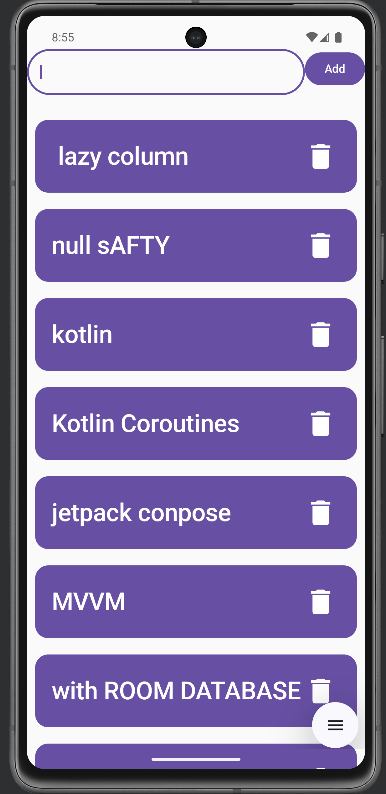 8:55
Add
lazy column
null sAFTY
kotlin
Kotlin Coroutines
jetpack conpose
MVVM
with ROOM DATABASE